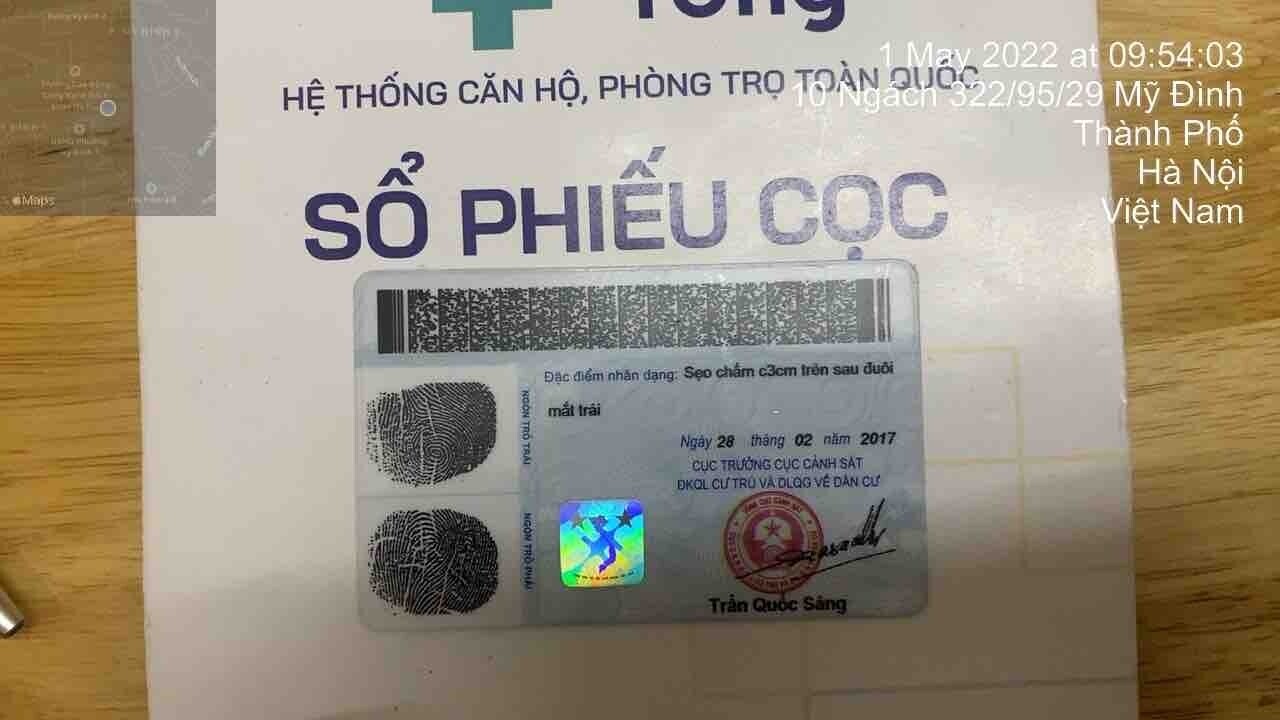 1 May 2022 at 09:54:03
10 Ngách 322/95/29 Mỹ Đình
Thành Phố
Hà Nội
Việt Nam
Maps
HỆ THỐNG CĂN HỘ, PHÒNG TRỌ TOÀN QUỐC
SỔ PHIẾU CỌC
Đặc điểm nhân dạng: Sẹo chấm c3cm trên sau đuôi
mắt trái
NGÓN TRỎ TRÁI
Ngày 28 tháng 02 năm 2017
CỤC TRƯỞNG CỤC CẢNH SÁT
ĐKQL CƯ TRÚ VÀ DLQG VỀ DÂN CƯ
NGÓN TRỎ PHẢI
Trần Quốc Sảng